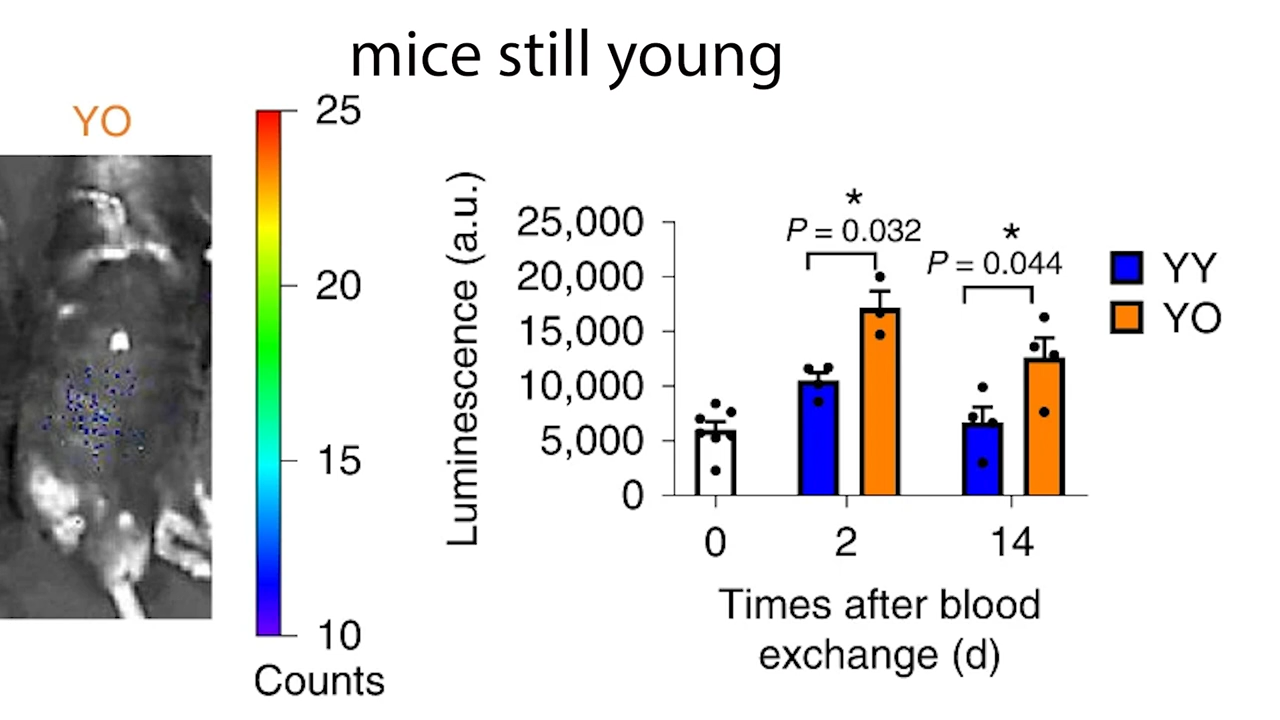 mice still young
YO
25
20
15
10
Counts
Luminescence (a.u.)
25,000
20,000
15,000
10,000
5,000
0
*
P = 0.032
*
P = 0.044
0
2
14
Times after blood
exchange (d)
YY
YO